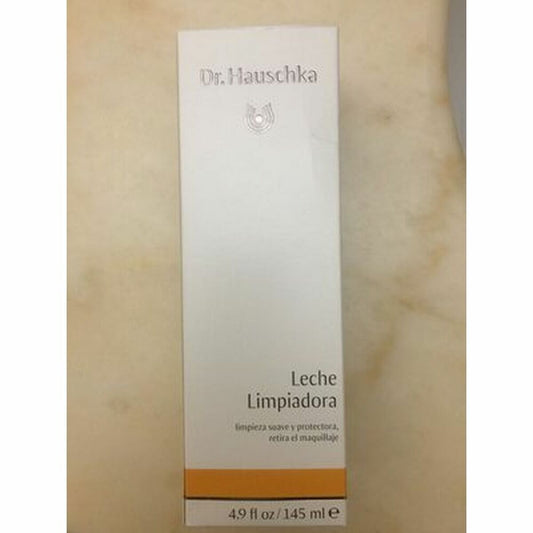 Dr. Hauschka
Leche
Limpiadora
limpieza suave y protectora,
retira el maquillaje
4.9 fl oz / 145 ml ℮